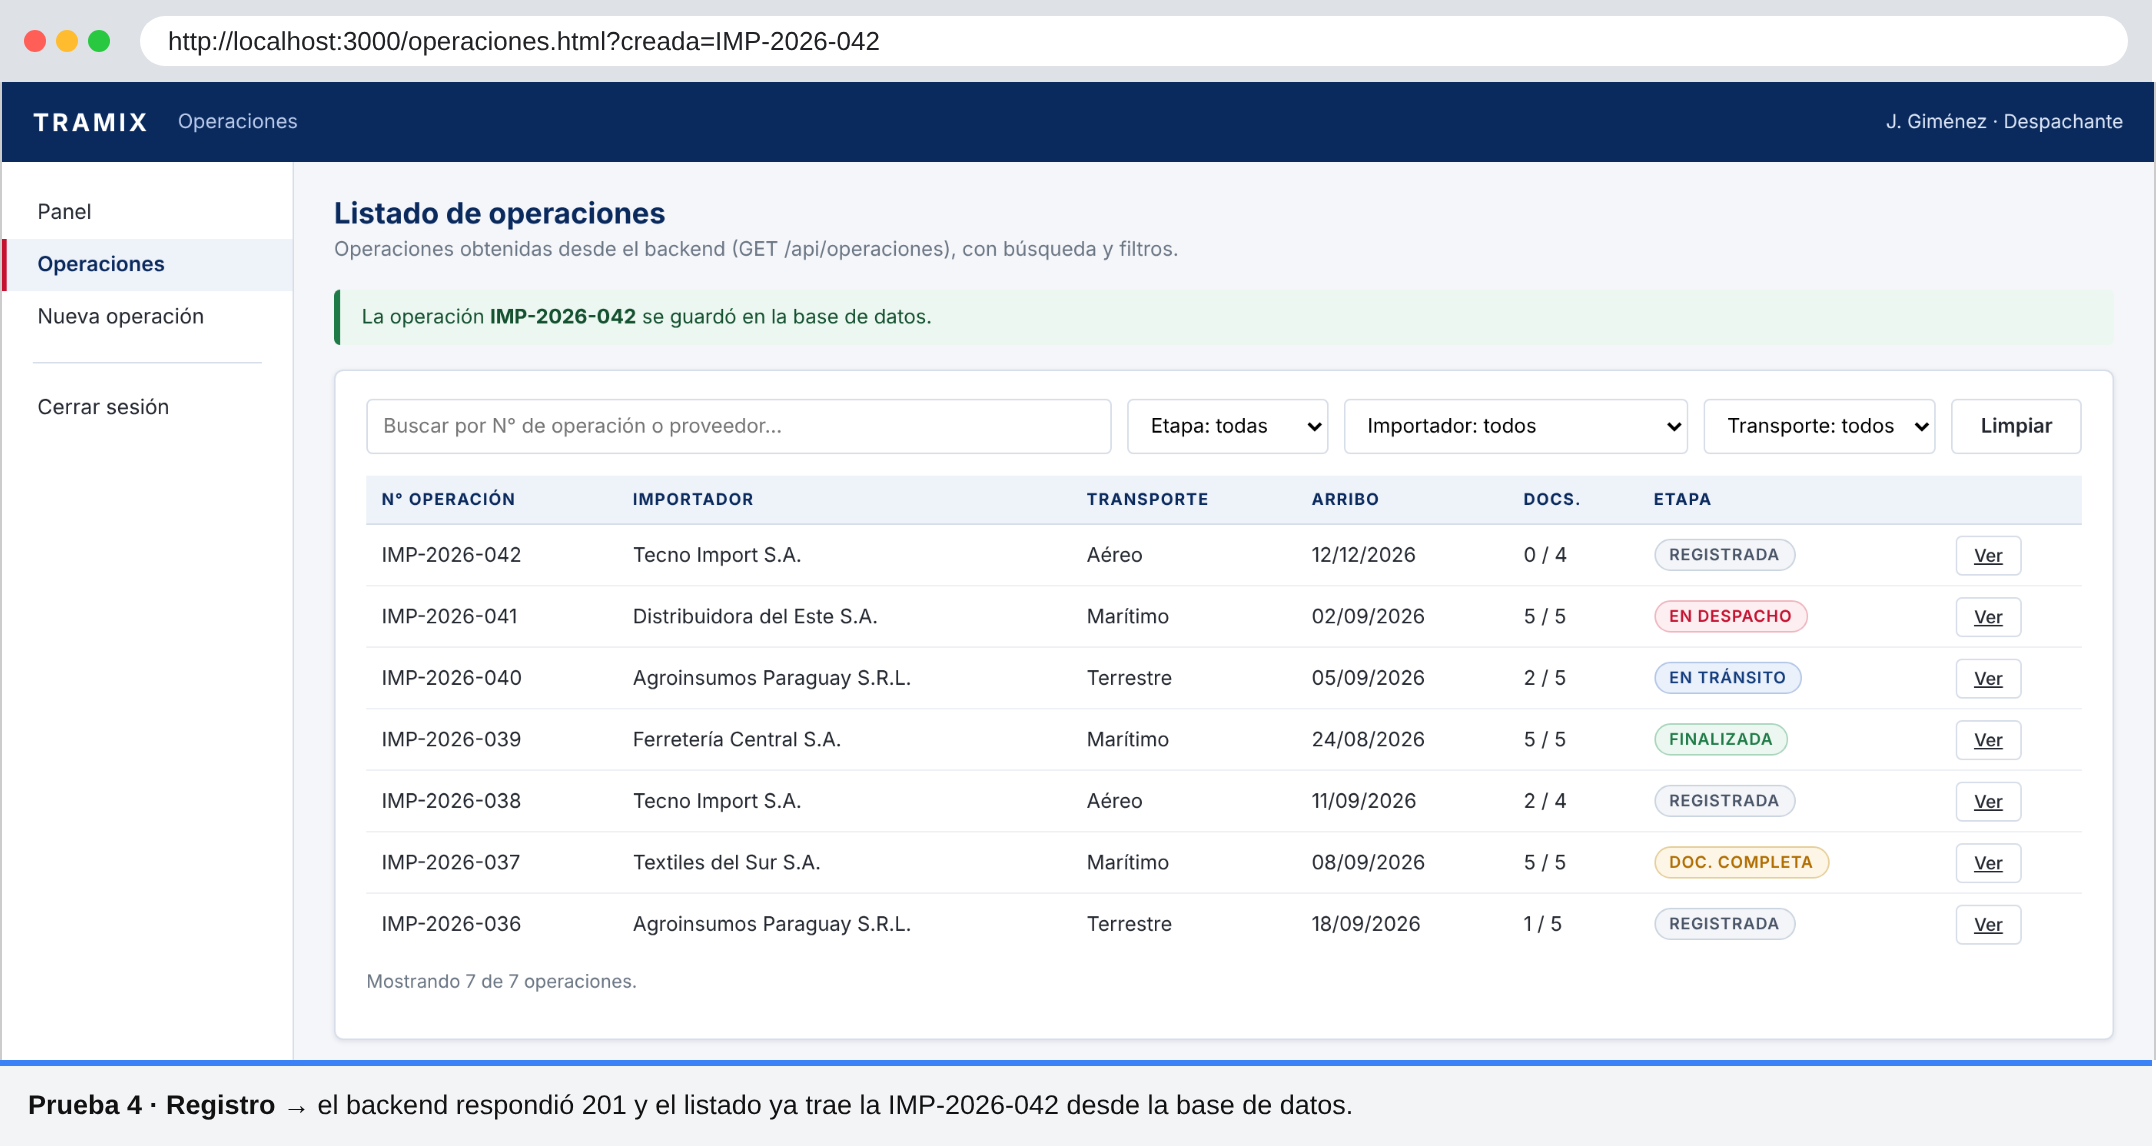 http://localhost:3000/operaciones.html?creada=IMP-2026-042
TRAMIX Operaciones J. Giménez · Despachante
Panel
Operaciones
Nueva operación
Cerrar sesión
Listado de operaciones
Operaciones obtenidas desde el backend (GET /api/operaciones), con búsqueda y filtros.
La operación IMP-2026-042 se guardó en la base de datos.
Buscar por N° de operación o proveedor... Etapa: todas Importador: todos Transporte: todos Limpiar
N° OPERACIÓN IMPORTADOR TRANSPORTE ARRIBO DOCS. ETAPA
IMP-2026-042 Tecno Import S.A. Aéreo 12/12/2026 0 / 4 REGISTRADA Ver
IMP-2026-041 Distribuidora del Este S.A. Marítimo 02/09/2026 5 / 5 EN DESPACHO Ver
IMP-2026-040 Agroinsumos Paraguay S.R.L. Terrestre 05/09/2026 2 / 5 EN TRÁNSITO Ver
IMP-2026-039 Ferretería Central S.A. Marítimo 24/08/2026 5 / 5 FINALIZADA Ver
IMP-2026-038 Tecno Import S.A. Aéreo 11/09/2026 2 / 4 REGISTRADA Ver
IMP-2026-037 Textiles del Sur S.A. Marítimo 08/09/2026 5 / 5 DOC. COMPLETA Ver
IMP-2026-036 Agroinsumos Paraguay S.R.L. Terrestre 18/09/2026 1 / 5 REGISTRADA Ver
Mostrando 7 de 7 operaciones.
Prueba 4 · Registro → el backend respondió 201 y el listado ya trae la IMP-2026-042 desde la base de datos.